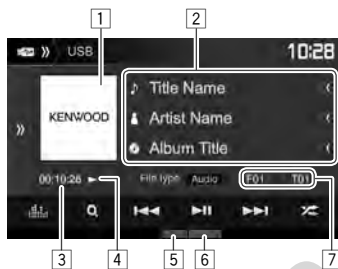 1 2
USB 10:28
KENWOOD
Title Name
Artist Name
Album Title
00:10:26 File type Audio F01 T01
3 4 5 6 7